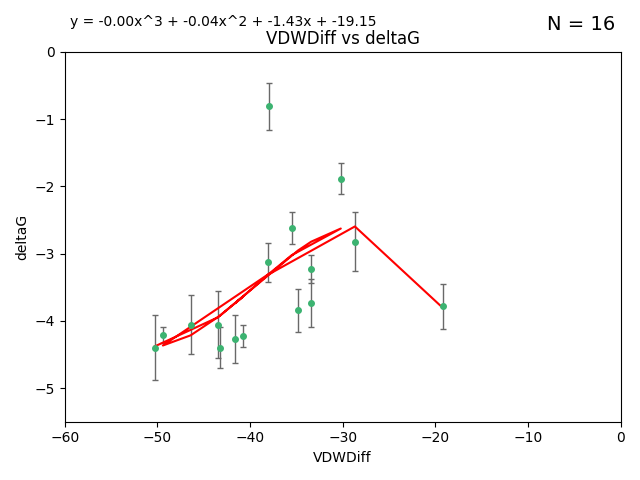 y = -0.00x^3 + -0.04x^2 + -1.43x + -19.15
N = 16
VDWDiff vs deltaG
0
−1
−2
−3
−4
−5
deltaG
−60 −50 −40 −30 −20 −10 0
VDWDiff